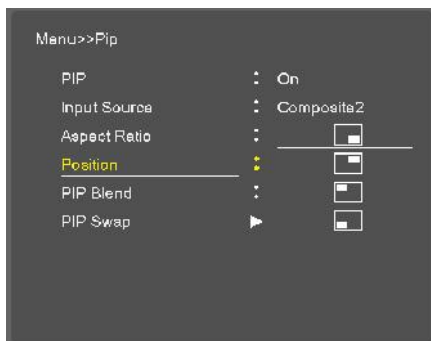 Menu>>Pip
PIP : On
Input Source : Composite2
Aspect Ratio :
Position :
PIP Blend :
PIP Swap